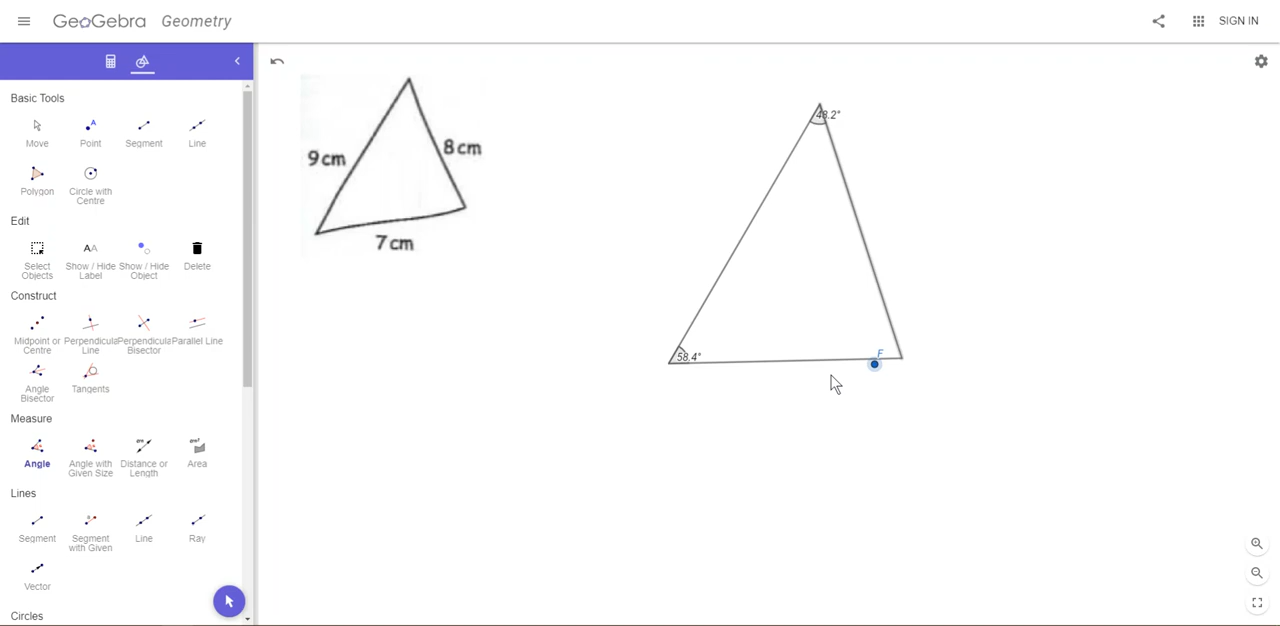 GeoGebra Geometry
SIGN IN
Basic Tools
Move
Point
Segment
Line
Polygon
Circle with
Centre
Edit
Select
Objects
Show / Hide
Label
Show / Hide
Object
Delete
Construct
Midpoint or
Centre
Perpendicula
Line
Perpendicular
Bisector
Parallel Line
Angle
Bisector
Tangents
Measure
Angle
Angle with
Given Size
Distance or
Length
Area
Lines
Segment
Segment
with Given
Line
Ray
Vector
Circles
9cm
8cm
7cm
48.2°
58.4°
F